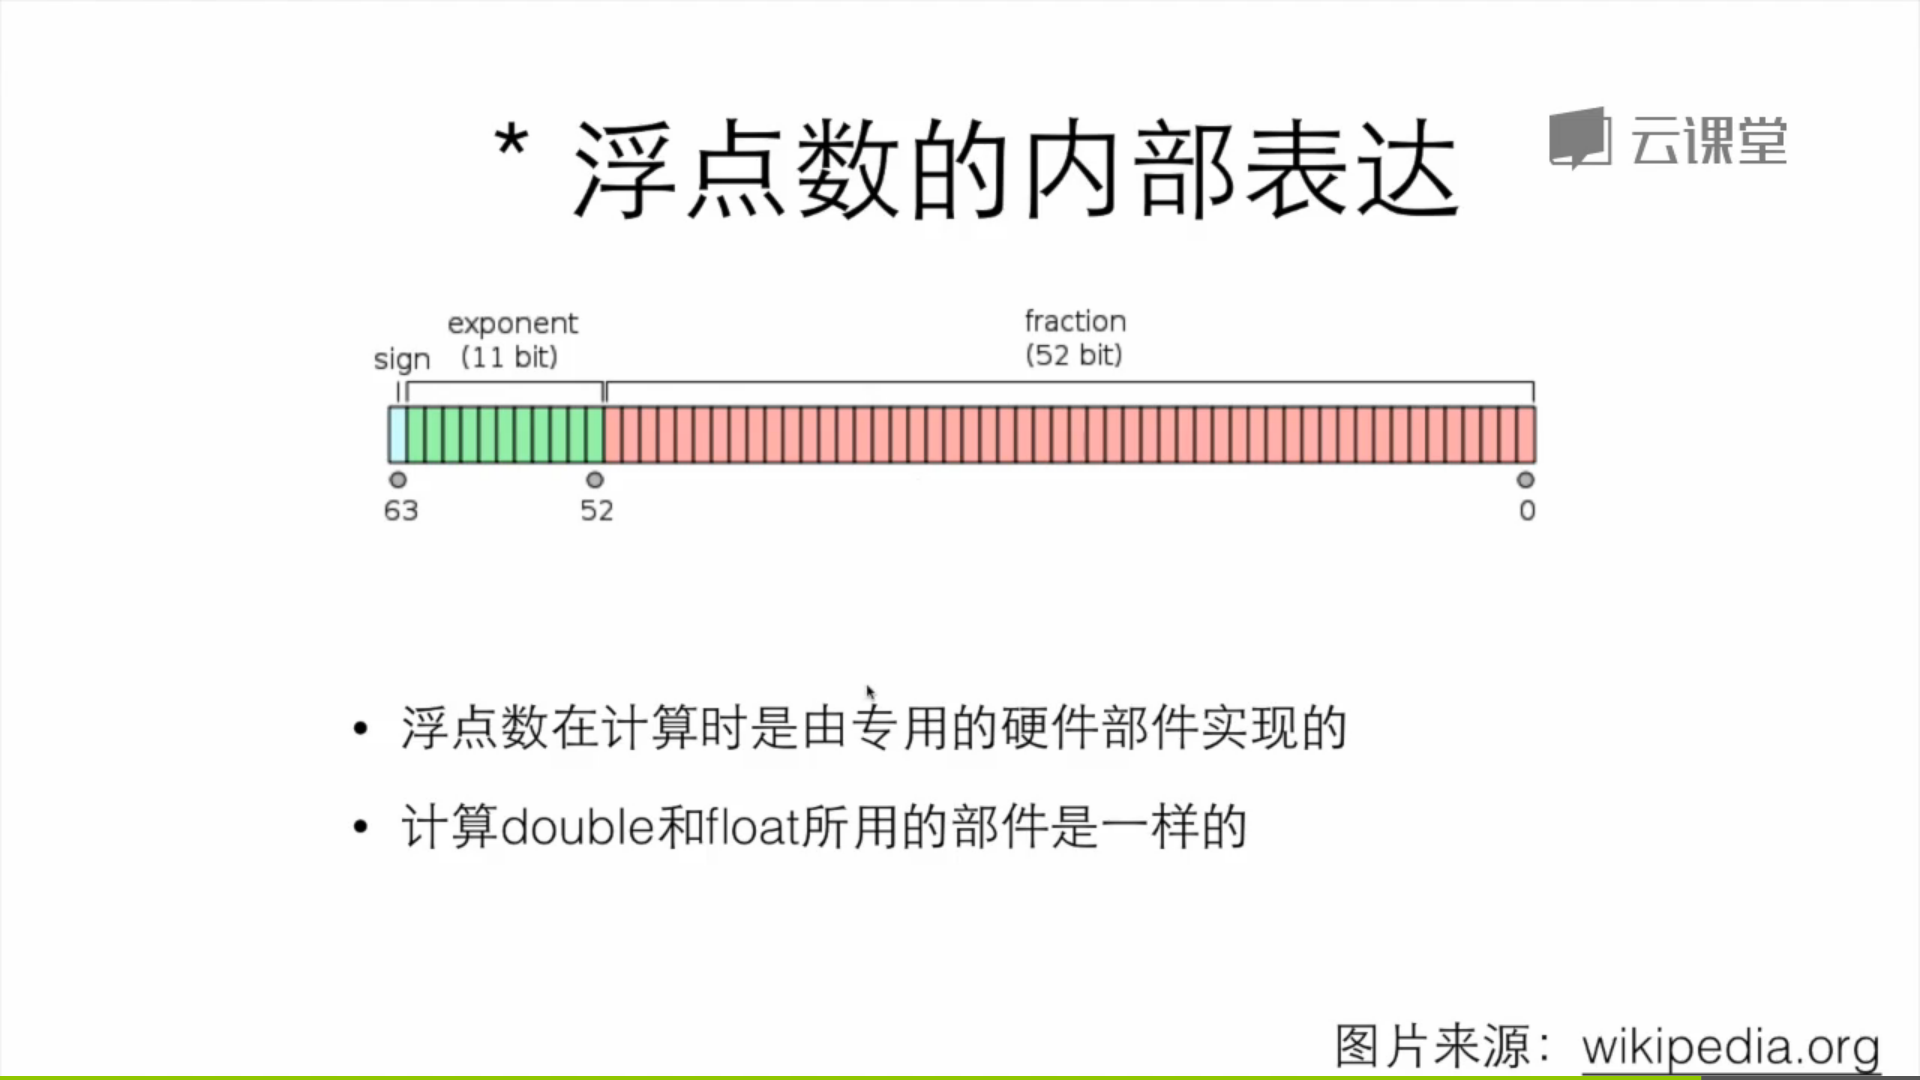 * 浮点数的内部表达
云课堂
exponent
fraction
sign (11 bit)
(52 bit)
63 52 0
• 浮点数在计算时是由专用的硬件部件实现的
• 计算double和float所用的部件是一样的
图片来源：wikipedia.org